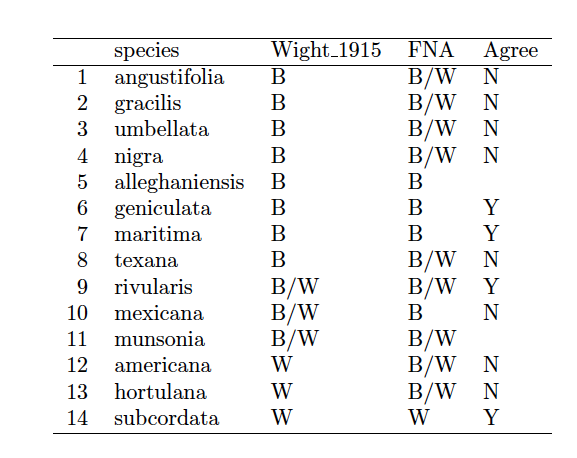 species Wight_1915 FNA Agree
1 angustifolia B B/W N
2 gracilis B B/W N
3 umbellata B B/W N
4 nigra B B/W N
5 alleghaniensis B B
6 geniculata B B Y
7 maritima B B Y
8 texana B B/W N
9 rivularis B/W B/W Y
10 mexicana B/W B N
11 munsonia B/W B/W
12 americana W B/W N
13 hortulana W B/W N
14 subcordata W W Y